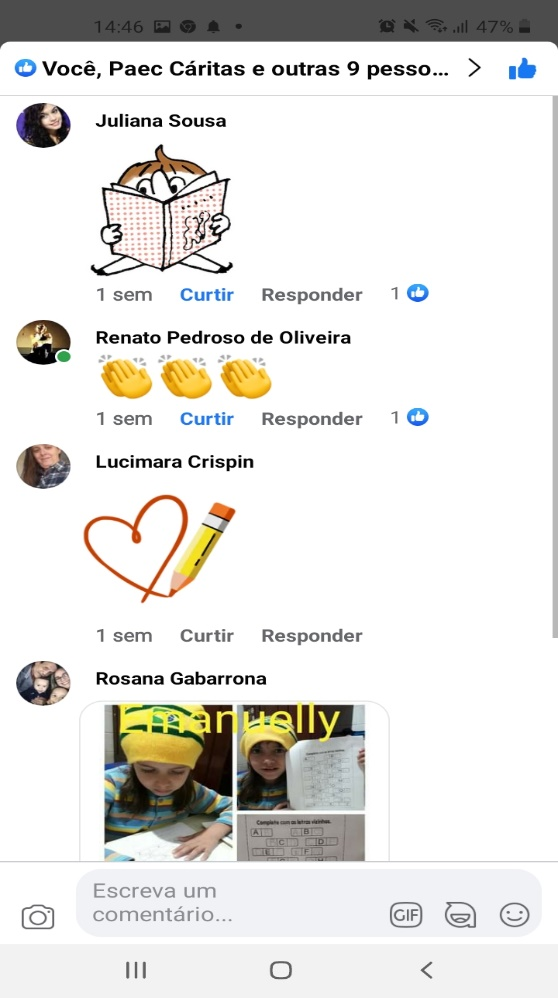 14:46
47%
Você, Paec Cáritas e outras 9 pesso...
Juliana Sousa
1 sem Curtir Responder 1
Renato Pedroso de Oliveira
1 sem Curtir Responder 1
Lucimara Crispin
1 sem Curtir Responder
Rosana Gabarrona
Emanuelly
Complete com as letras vizinhas.
A B
C D
E F
Escreva um
comentário...
GIF